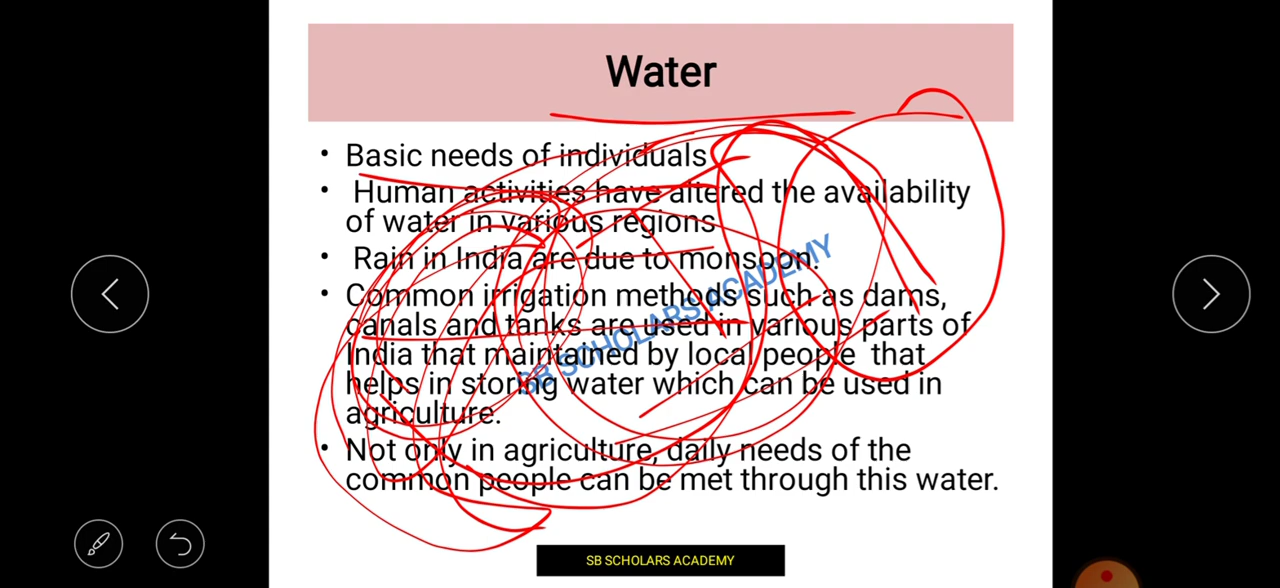 Water
• Basic needs of individuals
• Human activities have altered the availability
of water in various regions
• Rain in India are due to monsoon.
• Common irrigation methods such as dams,
canals and tanks are used in various parts of
India that maintained by local people that
helps in storing water which can be used in
agriculture.
• Not only in agriculture, daily needs of the
common people can be met through this water.
SB SCHOLARS ACADEMY
SB SCHOLARS ACADEMY